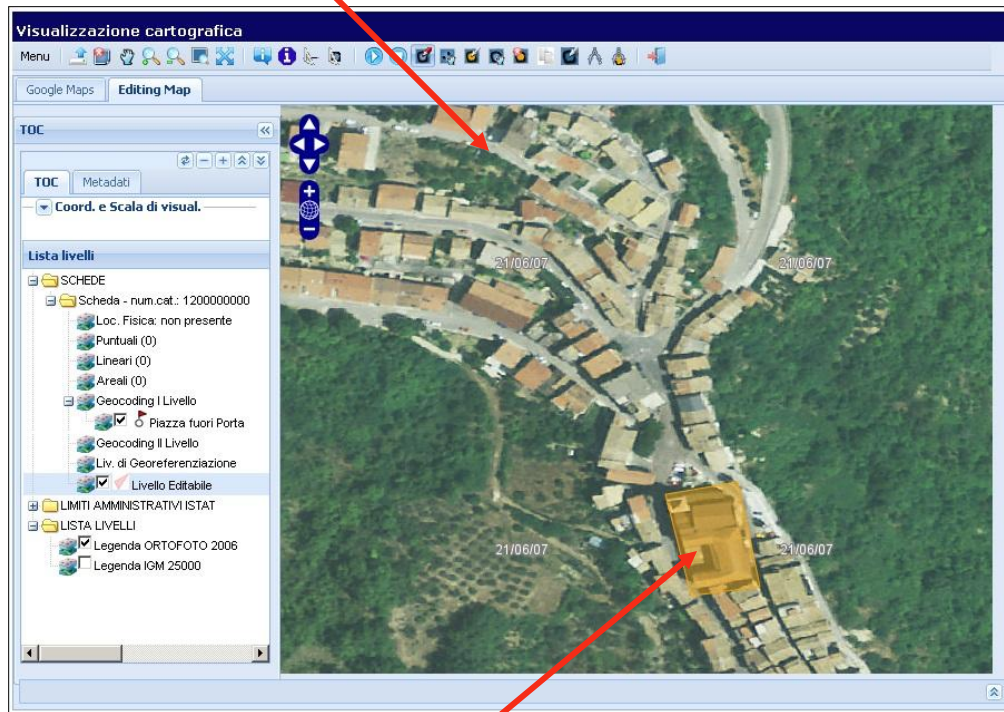 Visualizzazione cartografica
Menu
Google Maps
Editing Map
TOC
TOC
Metadati
Coord. e Scala di visual.
Lista livelli
SCHEDE
Scheda - num.cat.: 1200000000
Loc. Fisica: non presente
Puntuali (0)
Lineari (0)
Areali (0)
Geocoding I Livello
Piazza fuori Porta
Geocoding II Livello
Liv. di Georeferenziazione
Livello Editabile
LIMITI AMMINISTRATIVI ISTAT
LISTA LIVELLI
Legenda ORTOFOTO 2006
Legenda IGM 25000
21/06/07
21/06/07
21/06/07
21/06/07